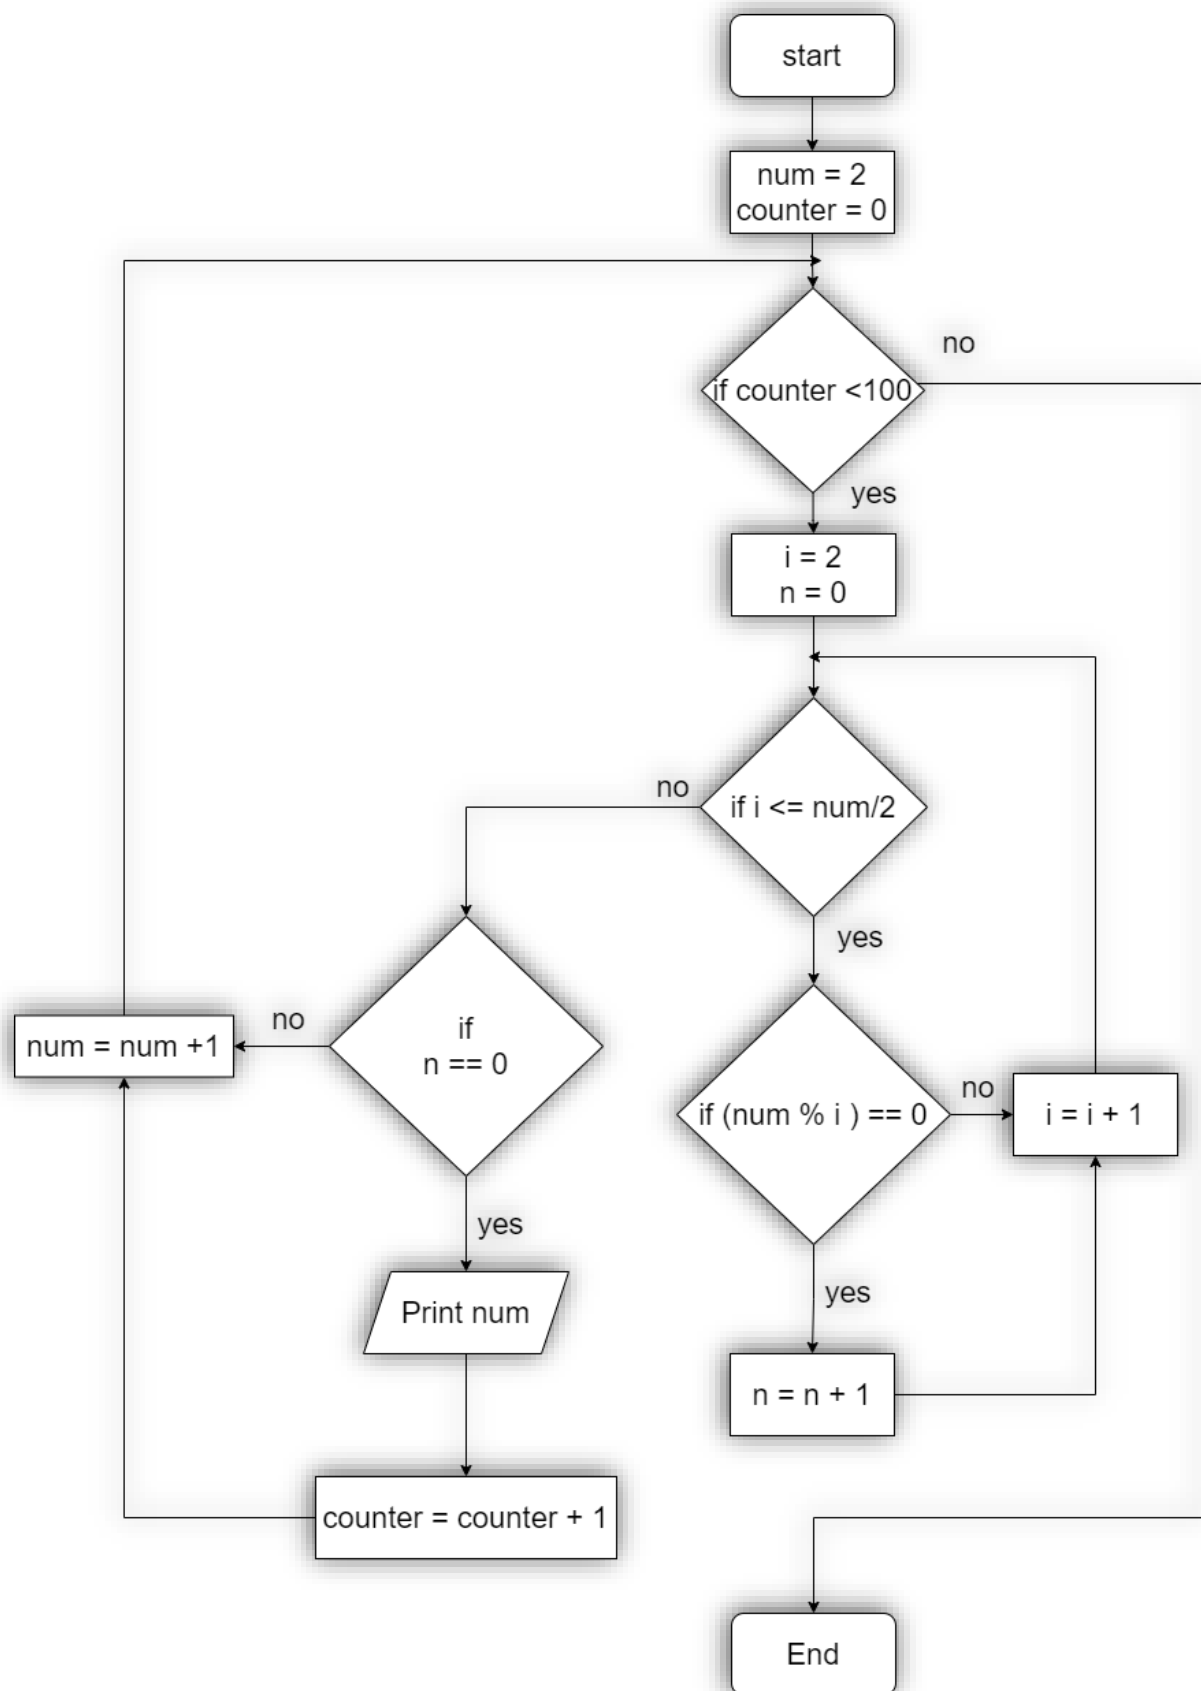 start
num = 2
counter = 0
if counter <100
no
yes
i = 2
n = 0
if i <= num/2
no
yes
if
n == 0
no
num = num +1
if (num % i ) == 0
no
i = i + 1
yes
Print num
yes
n = n + 1
counter = counter + 1
End